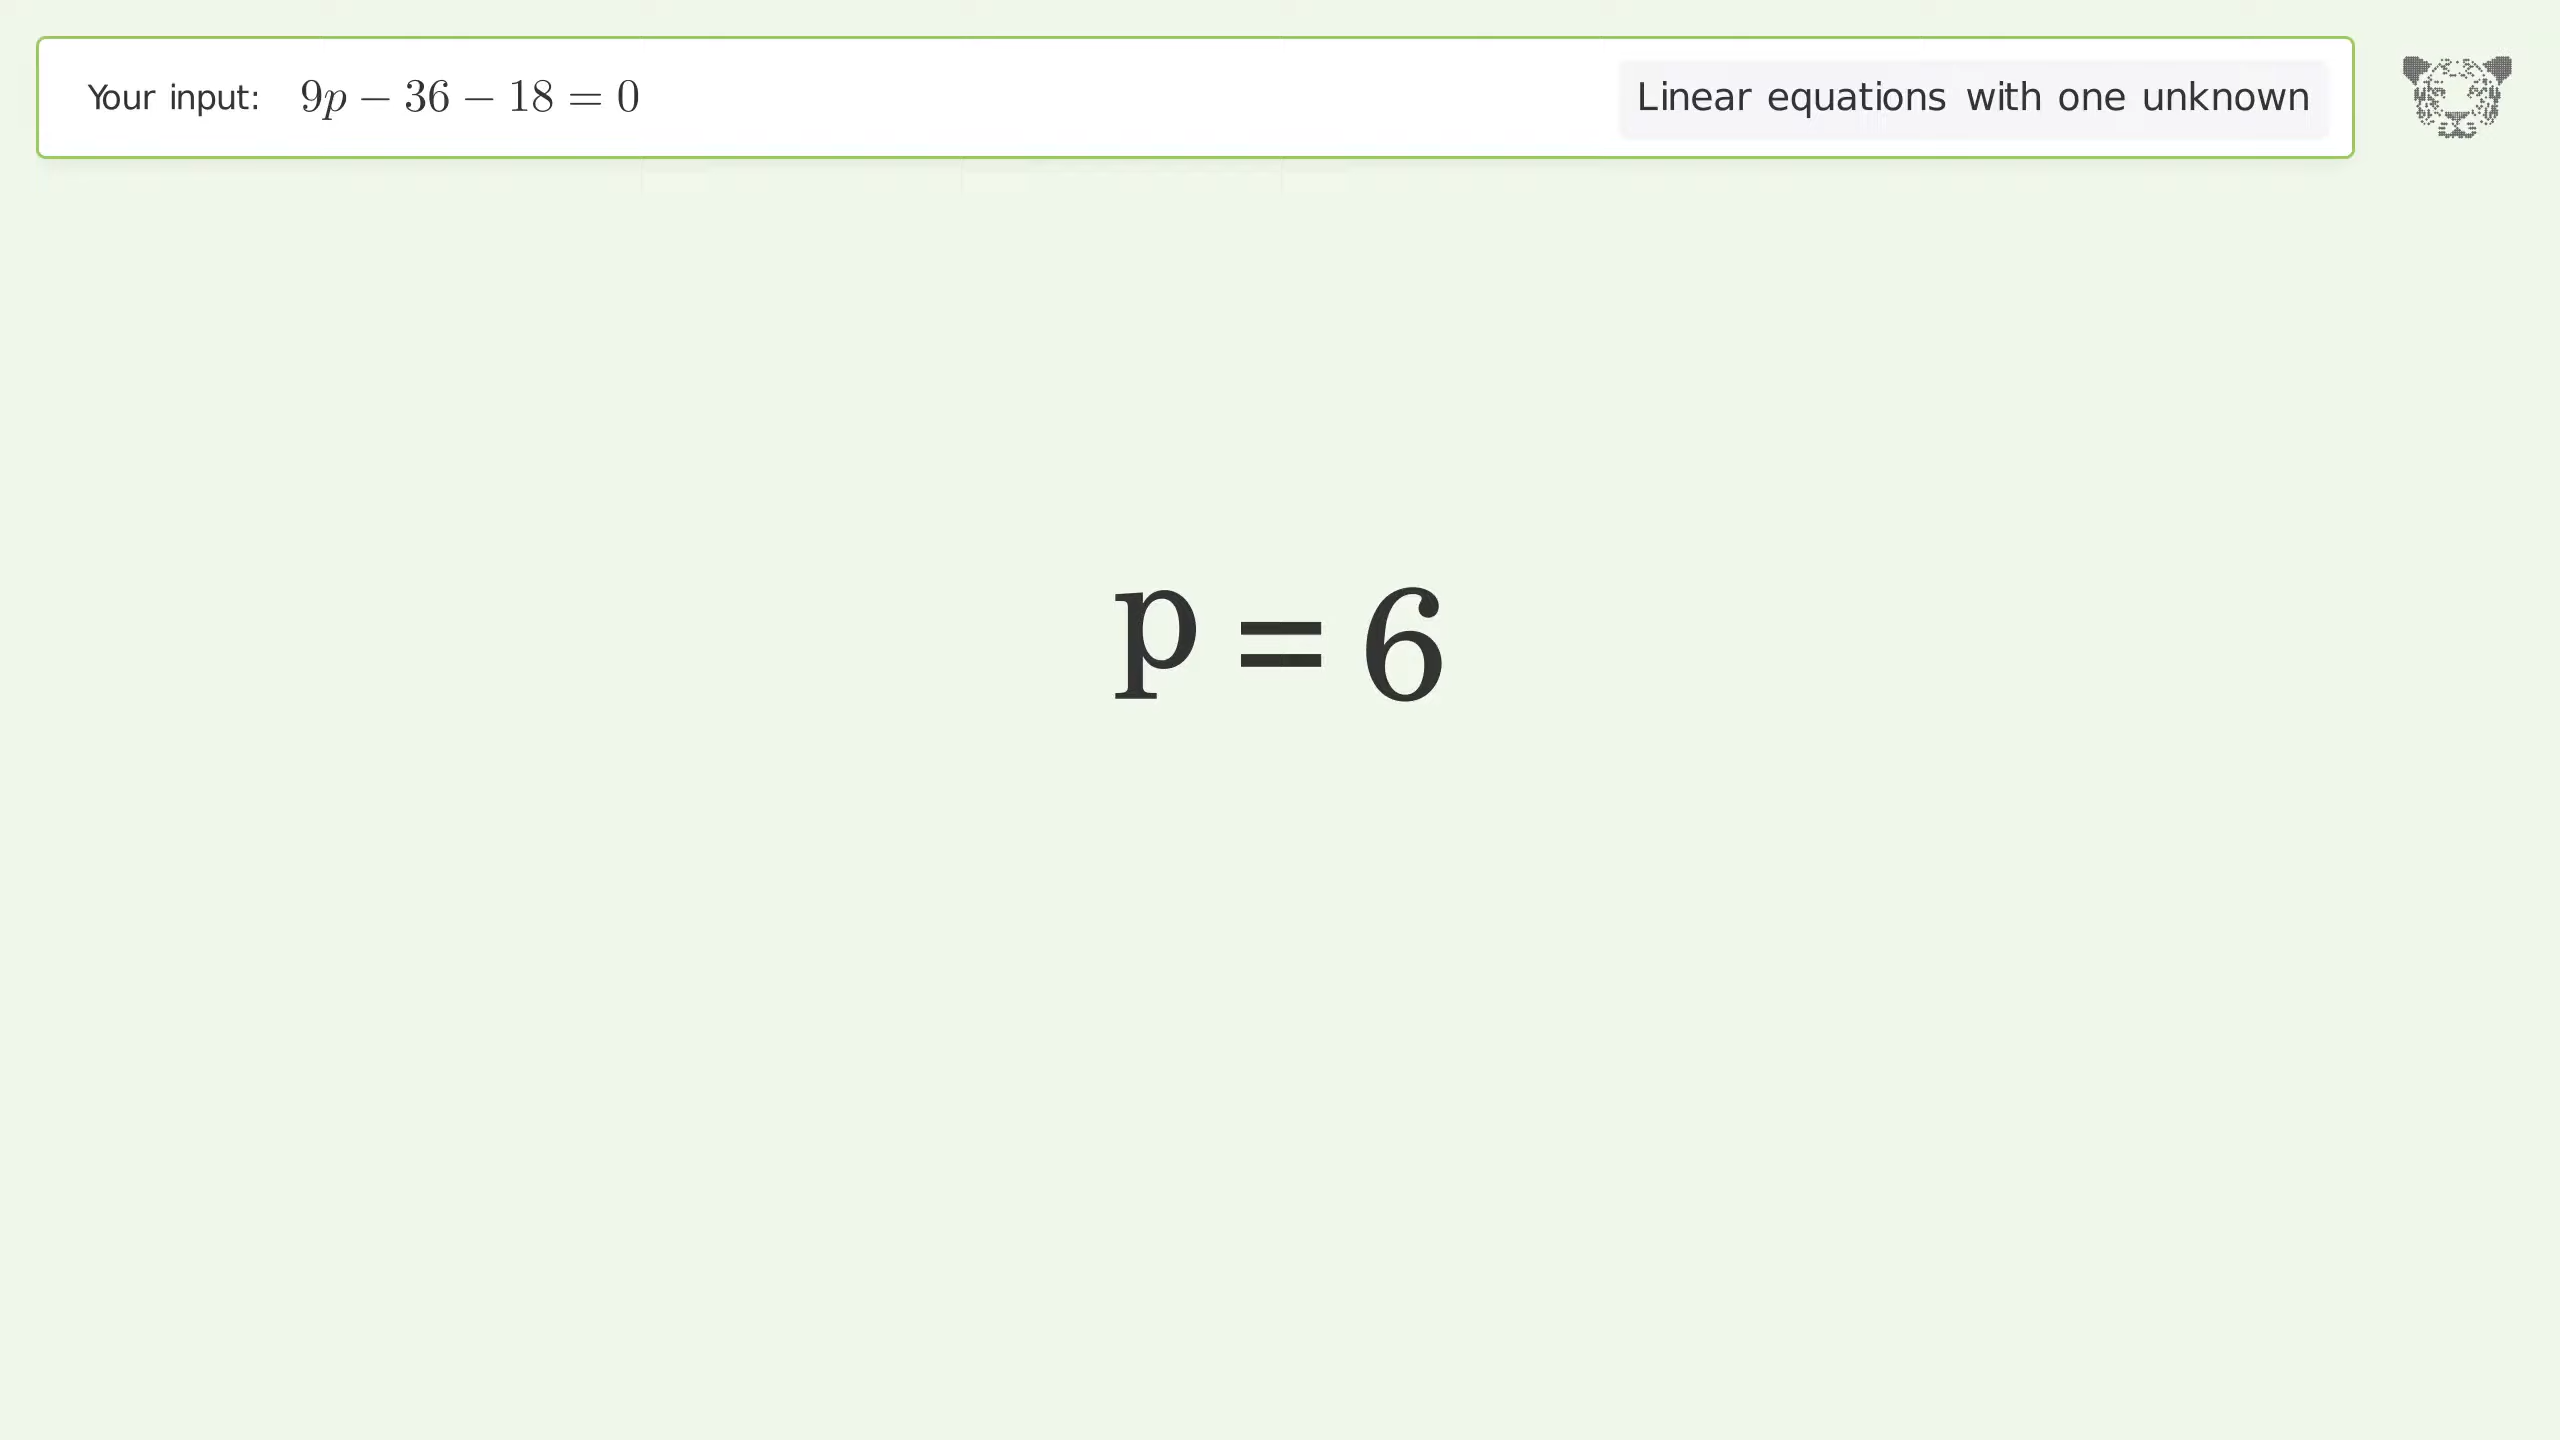 Your input: 9p − 36 − 18 = 0
Linear equations with one unknown
p = 6